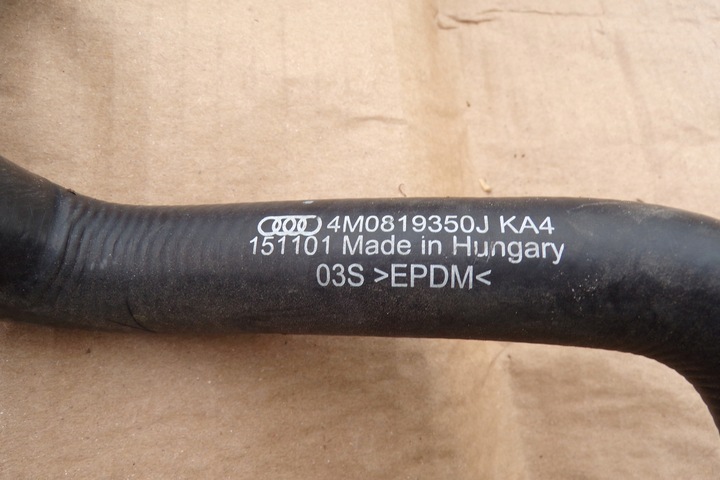 4M0819350J KA4
151101 Made in Hungary
03S >EPDM<